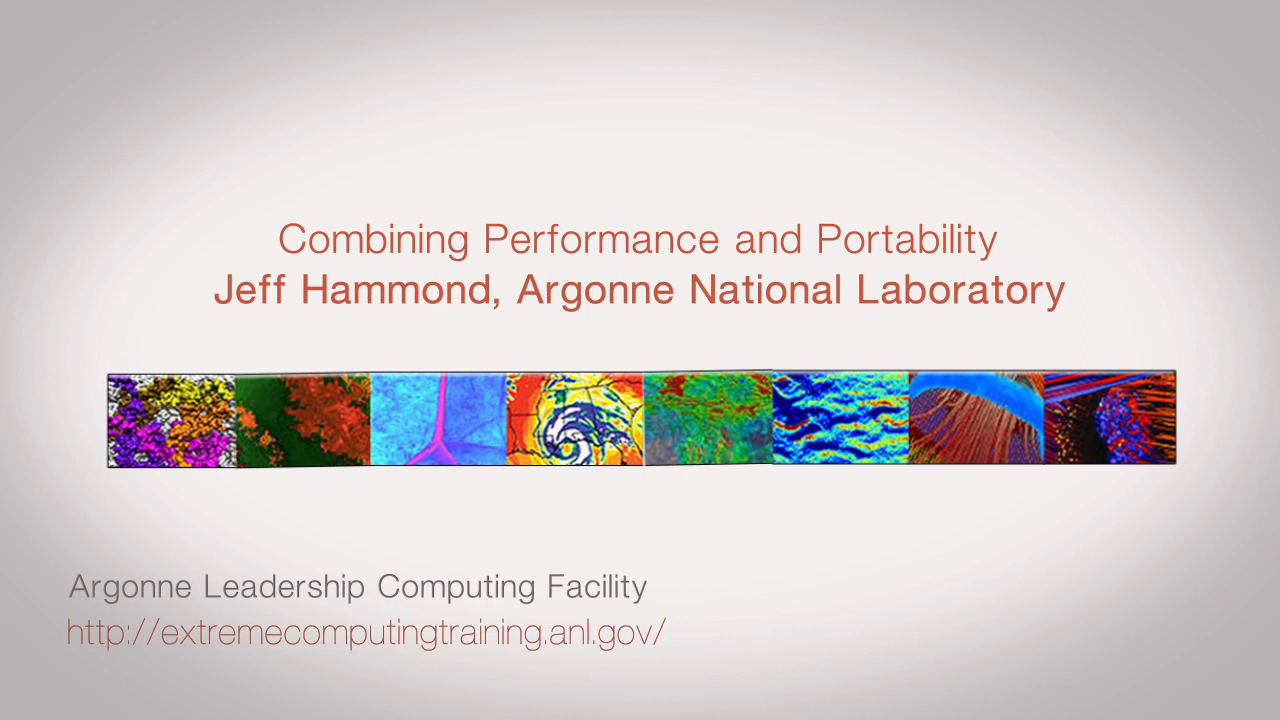 Combining Performance and Portability
Jeff Hammond, Argonne National Laboratory
Argonne Leadership Computing Facility
http://extremecomputingtraining.anl.gov/